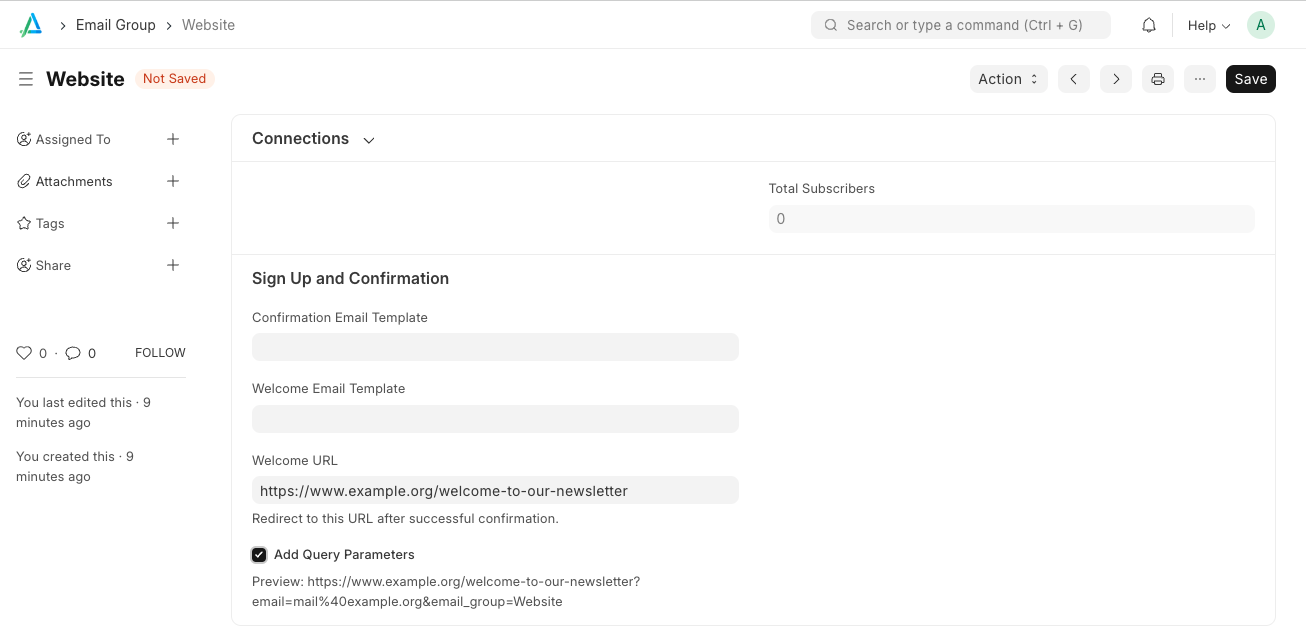 Email Group
Website
Search or type a command (Ctrl + G)
Help
A
Website
Not Saved
Action
Save
Assigned To
Attachments
Tags
Share
0 · 0
FOLLOW
You last edited this · 9
minutes ago
You created this · 9
minutes ago
Connections
Total Subscribers
0
Sign Up and Confirmation
Confirmation Email Template
Welcome Email Template
Welcome URL
https://www.example.org/welcome-to-our-newsletter
Redirect to this URL after successful confirmation.
Add Query Parameters
Preview: https://www.example.org/welcome-to-our-newsletter?
email=mail%40example.org&email_group=Website